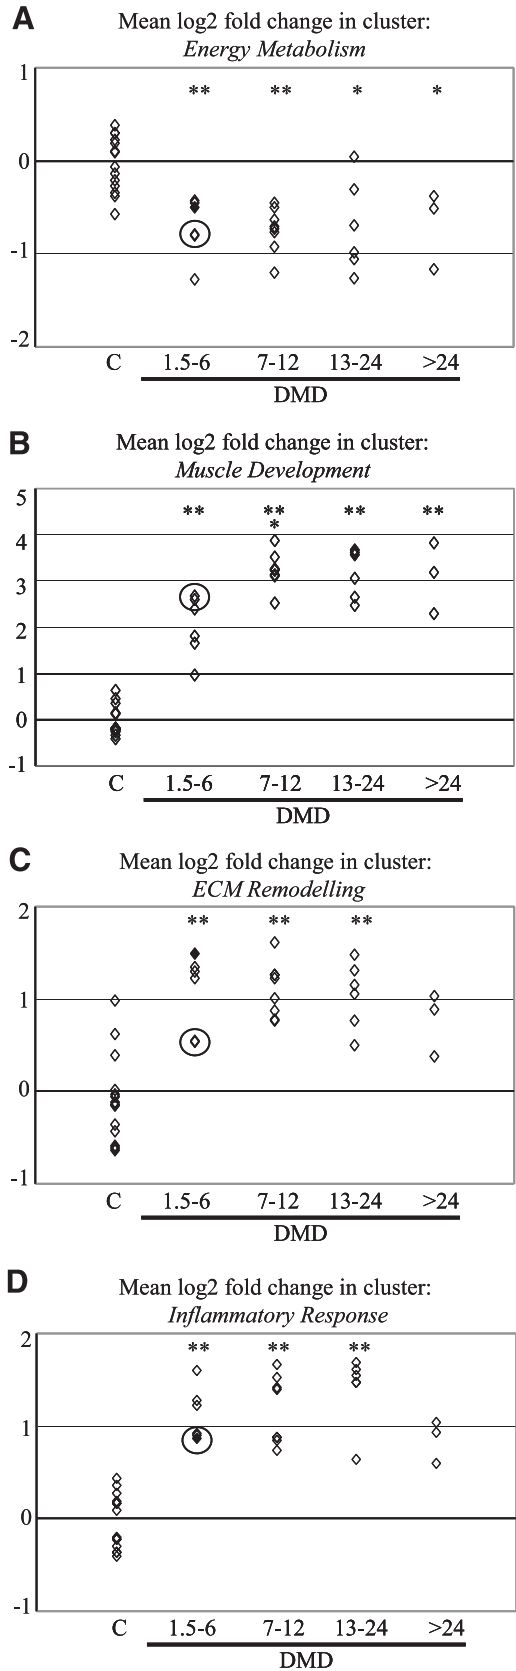 A
Mean log2 fold change in cluster:
Energy Metabolism
1
** ** * *
0
-1
-2
C 1.5-6 7-12 13-24 >24
DMD
B
Mean log2 fold change in cluster:
Muscle Development
5
** ** ** **
*
4
3
2
1
0
-1
C 1.5-6 7-12 13-24 >24
DMD
C
Mean log2 fold change in cluster:
ECM Remodelling
2
** ** **
1
0
-1
C 1.5-6 7-12 13-24 >24
DMD
D
Mean log2 fold change in cluster:
Inflammatory Response
2
** ** **
1
0
-1
C 1.5-6 7-12 13-24 >24
DMD